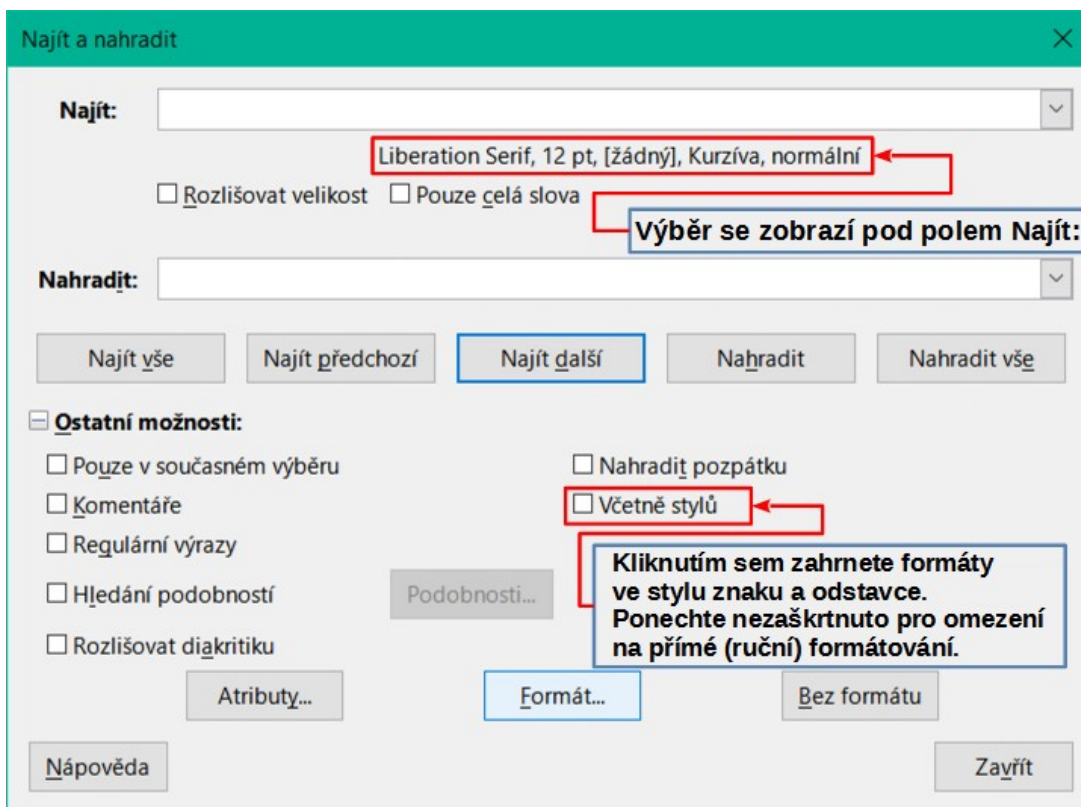 Najít a nahradit
Najít:
Liberation Serif, 12 pt, [žádný], Kurzíva, normální
Rozlišovat velikost Pouze celá slova
Výběr se zobrazí pod polem Najít:
Nahradit:
Najít vše Najít předchozí Najít další Nahradit Nahradit vše
Ostatní možnosti:
Pouze v současném výběru Nahradit pozpátku
Komentáře Včetně stylů
Regulární výrazy
Kliknutím sem zahrnete formáty
ve stylu znaku a odstavce.
Ponechte nezaškrtnuto pro omezení
na přímé (ruční) formátování.
Hledání podobností Podobnosti...
Rozlišovat diakritiku
Atributy... Formát... Bez formátu
Nápověda Zavřít